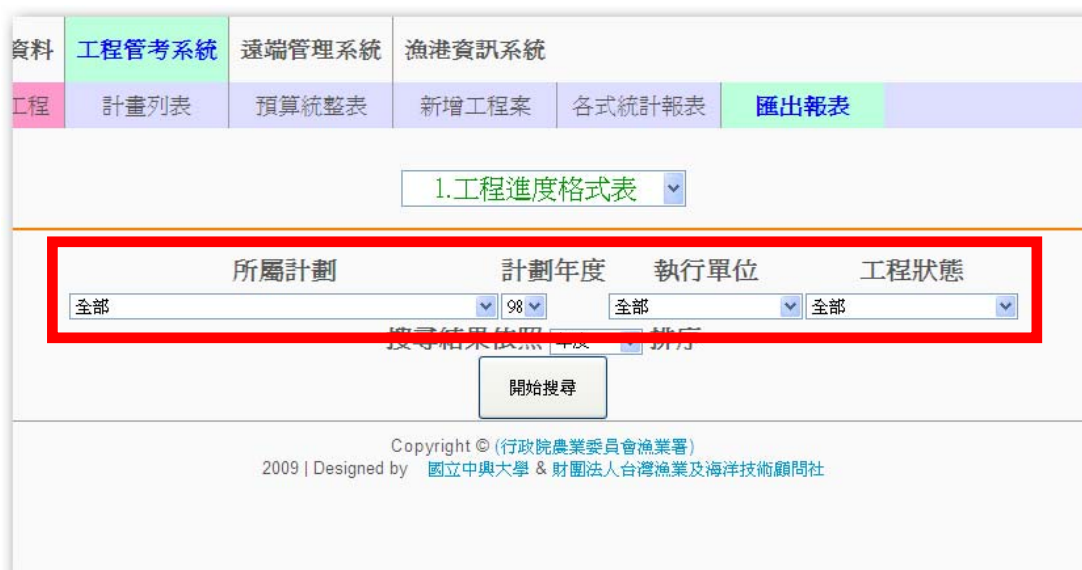 資料 工程管考系統 遠端管理系統 漁港資訊系統
工程 計畫列表 預算統整表 新增工程案 各式統計報表 匯出報表
1.工程進度格式表
所屬計劃 計劃年度 執行單位 工程狀態
全部 98 全部 全部
搜尋結果依照 年度 排序
開始搜尋
Copyright © (行政院農業委員會漁業署)
2009 | Designed by 國立中興大學 & 財團法人台灣漁業及海洋技術顧問社